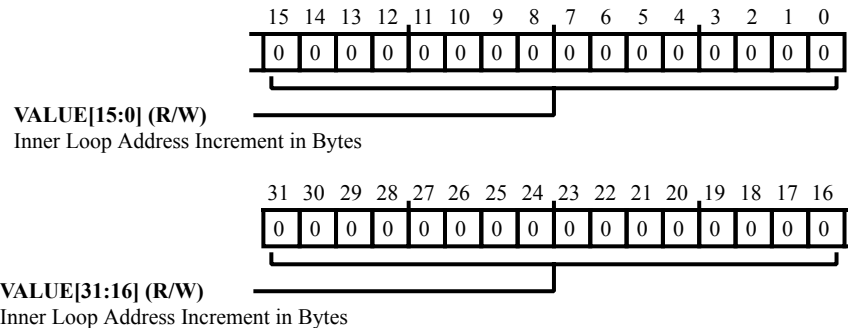 15 14 13 12 11 10 9 8 7 6 5 4 3 2 1 0
0 0 0 0 0 0 0 0 0 0 0 0 0 0 0 0
VALUE[15:0] (R/W)
Inner Loop Address Increment in Bytes
31 30 29 28 27 26 25 24 23 22 21 20 19 18 17 16
0 0 0 0 0 0 0 0 0 0 0 0 0 0 0 0
VALUE[31:16] (R/W)
Inner Loop Address Increment in Bytes